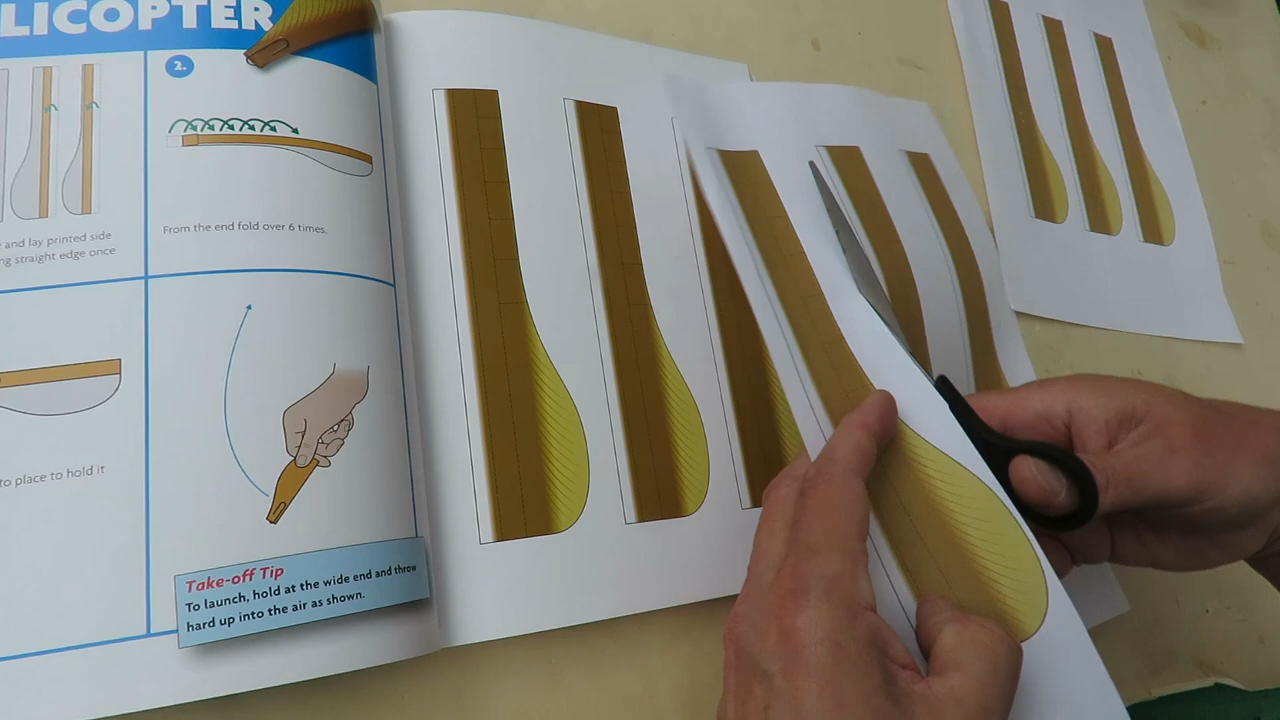 LICOPTER
2.
and lay printed side
ng straight edge once
From the end fold over 6 times.
to place to hold it
Take-off Tip
To launch, hold at the wide end and throw
hard up into the air as shown.